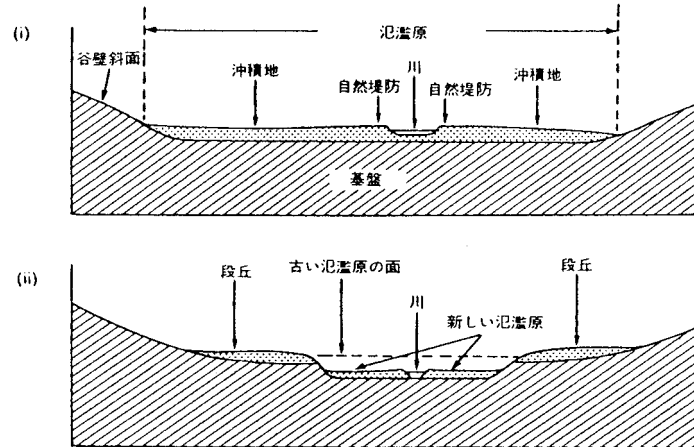 (i)
氾濫原
谷壁斜面
沖積地
自然堤防
川
自然堤防
沖積地
基盤
(ii)
段丘
古い氾濫原の面
川
新しい氾濫原
段丘